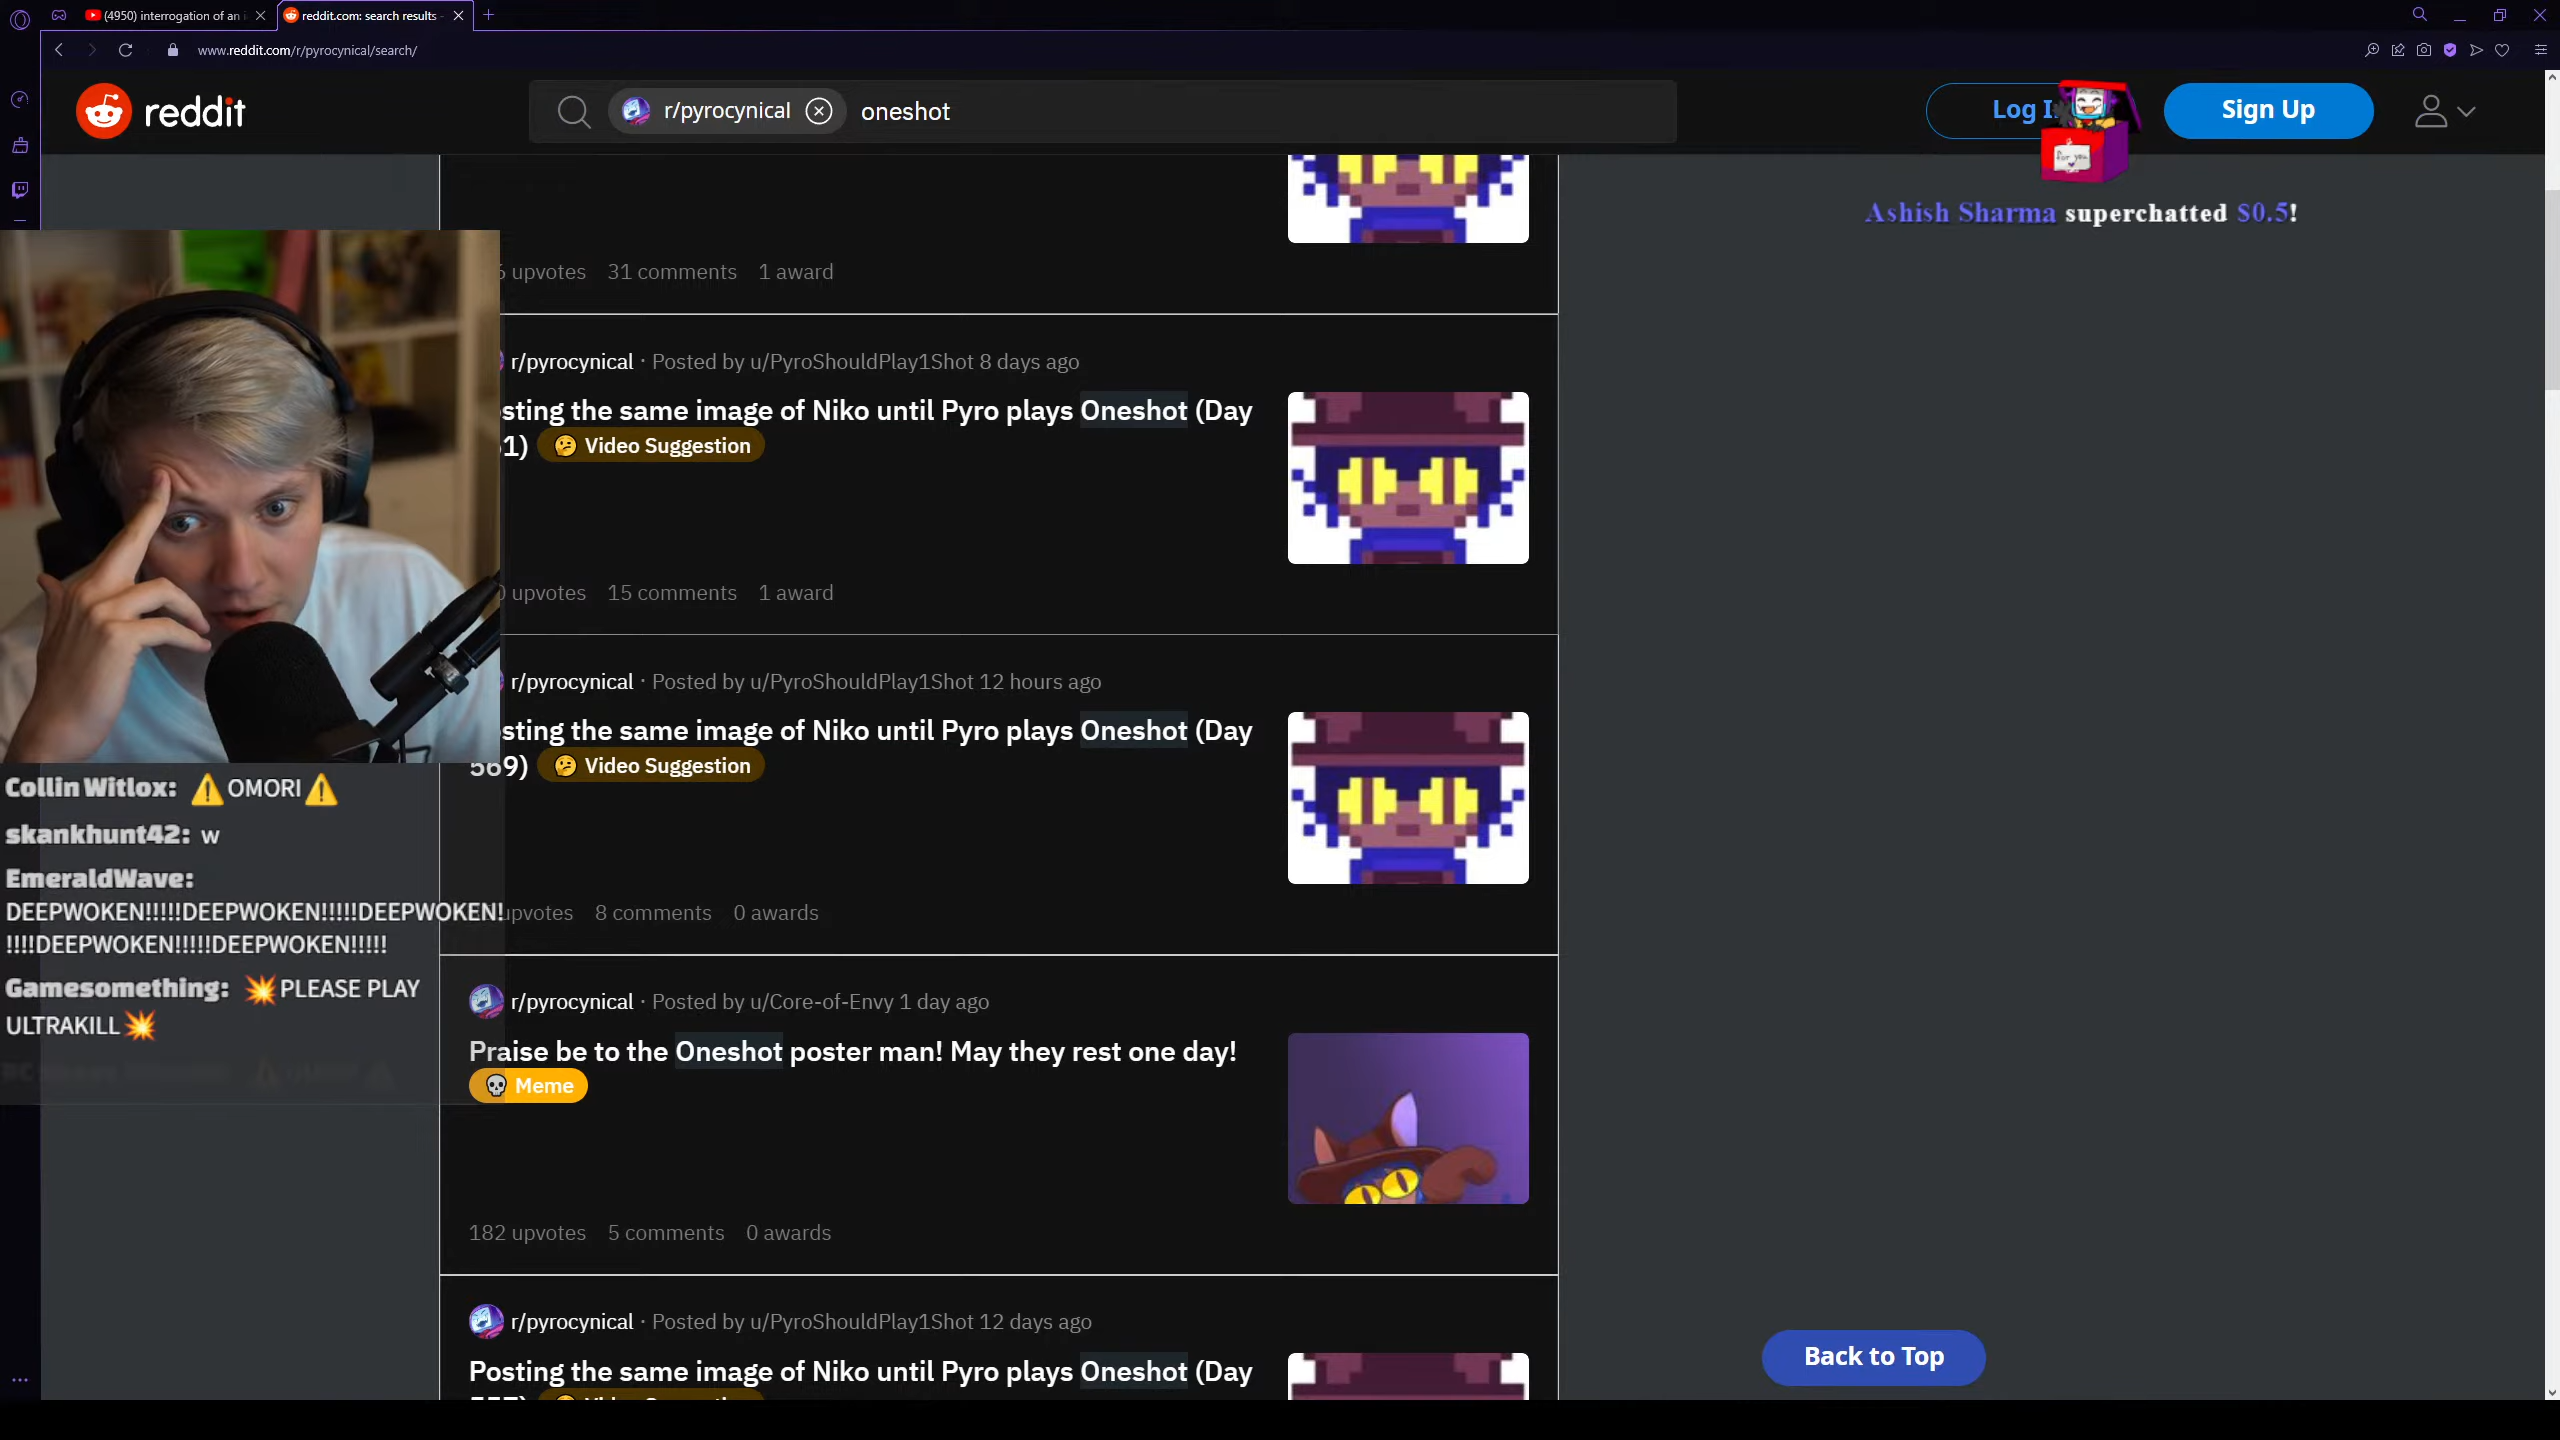 (4950) interrogation of an i
reddit.com: search results -
www.reddit.com/r/pyrocynical/search/
reddit
r/pyrocynical
oneshot
Log I
Sign Up
for you
Ashish Sharma superchatted $0.5!
upvotes 31 comments 1 award
r/pyrocynical · Posted by u/PyroShouldPlay1Shot 8 days ago
sting the same image of Niko until Pyro plays Oneshot (Day
1) 🤔 Video Suggestion
0 upvotes 15 comments 1 award
r/pyrocynical · Posted by u/PyroShouldPlay1Shot 12 hours ago
sting the same image of Niko until Pyro plays Oneshot (Day
569) 🤔 Video Suggestion
upvotes 8 comments 0 awards
Collin Witlox: ⚠️OMORI⚠️
skankhunt42: w
EmeraldWave:
DEEPWOKEN!!!!!DEEPWOKEN!!!!!DEEPWOKEN!
!!!!DEEPWOKEN!!!!!DEEPWOKEN!!!!!
Gamesomething: 💥PLEASE PLAY
ULTRAKILL💥
r/pyrocynical · Posted by u/Core-of-Envy 1 day ago
Praise be to the Oneshot poster man! May they rest one day!
💀 Meme
182 upvotes 5 comments 0 awards
r/pyrocynical · Posted by u/PyroShouldPlay1Shot 12 days ago
Posting the same image of Niko until Pyro plays Oneshot (Day
Back to Top